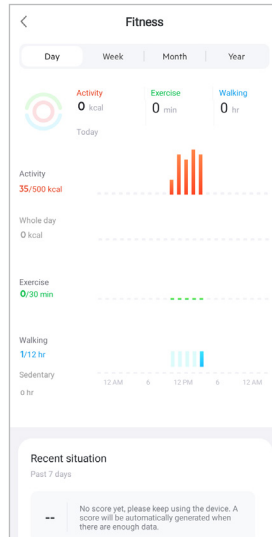 Fitness
Day Week Month Year
Activity Exercise Walking
0 kcal 0 min 0 hr
Today
Activity
35/500 kcal
Whole day
0 kcal
Exercise
0/30 min
Walking
1/12 hr
Sedentary
0 hr
12 AM 6 12 PM 6 12 AM
Recent situation
Past 7 days
-- No score yet, please keep using the device. A
score will be automatically generated when
there are enough data.